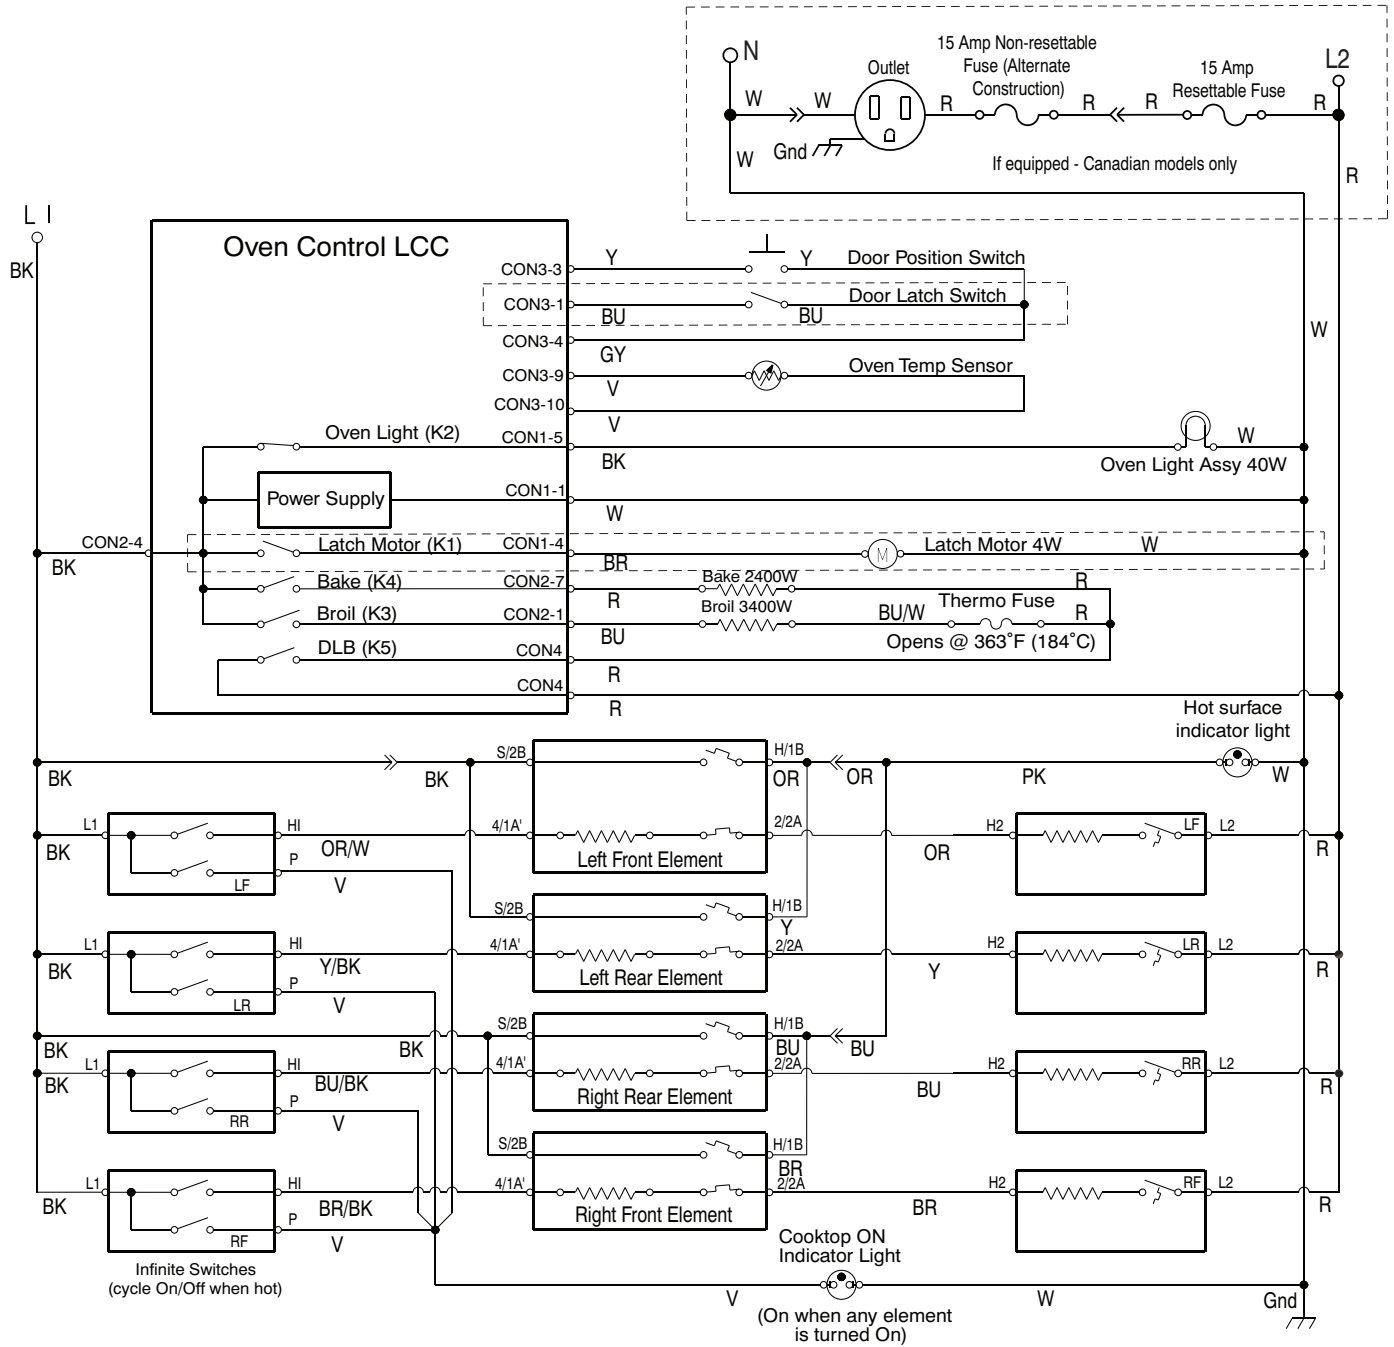 N
15 Amp Non-resettable
Fuse (Alternate
Construction)
Outlet
15 Amp
Resettable Fuse
L2
W
W
R
R
R
R
Gnd
W
If equipped - Canadian models only
R
L1
BK
Oven Control LCC
CON3-3
Y
Y
Door Position Switch
CON3-1
BU
BU
Door Latch Switch
W
CON3-4
GY
CON3-9
V
Oven Temp Sensor
CON3-10
V
Oven Light (K2)
CON1-5
BK
W
Oven Light Assy 40W
Power Supply
CON1-1
W
CON2-4
BK
Latch Motor (K1)
CON1-4
BR
M
Latch Motor 4W
W
Bake (K4)
CON2-7
R
Bake 2400W
R
Broil (K3)
CON2-1
BU
Broil 3400W
BU/W
Thermo Fuse
R
Opens @ 363˚F (184˚C)
DLB (K5)
CON4
R
CON4
R
Hot surface
indicator light
BK
BK
S/2B
H/1B
OR
OR
PK
W
L1
BK
HI
OR/W
P
V
LF
4/1A'
2/2A
Left Front Element
OR
H2
LF
L2
R
S/2B
H/1B
Y
L1
BK
HI
Y/BK
P
V
LR
4/1A'
2/2A
Left Rear Element
Y
H2
LR
L2
R
BK
BK
S/2B
H/1B
BU
BU
L1
BK
HI
BU/BK
P
V
RR
4/1A'
2/2A
Right Rear Element
BU
H2
RR
L2
R
S/2B
H/1B
BR
L1
BK
HI
BR/BK
P
V
RF
4/1A'
2/2A
Right Front Element
BR
H2
RF
L2
R
Infinite Switches
(cycle On/Off when hot)
Cooktop ON
Indicator Light
V
W
(On when any element
is turned On)
Gnd